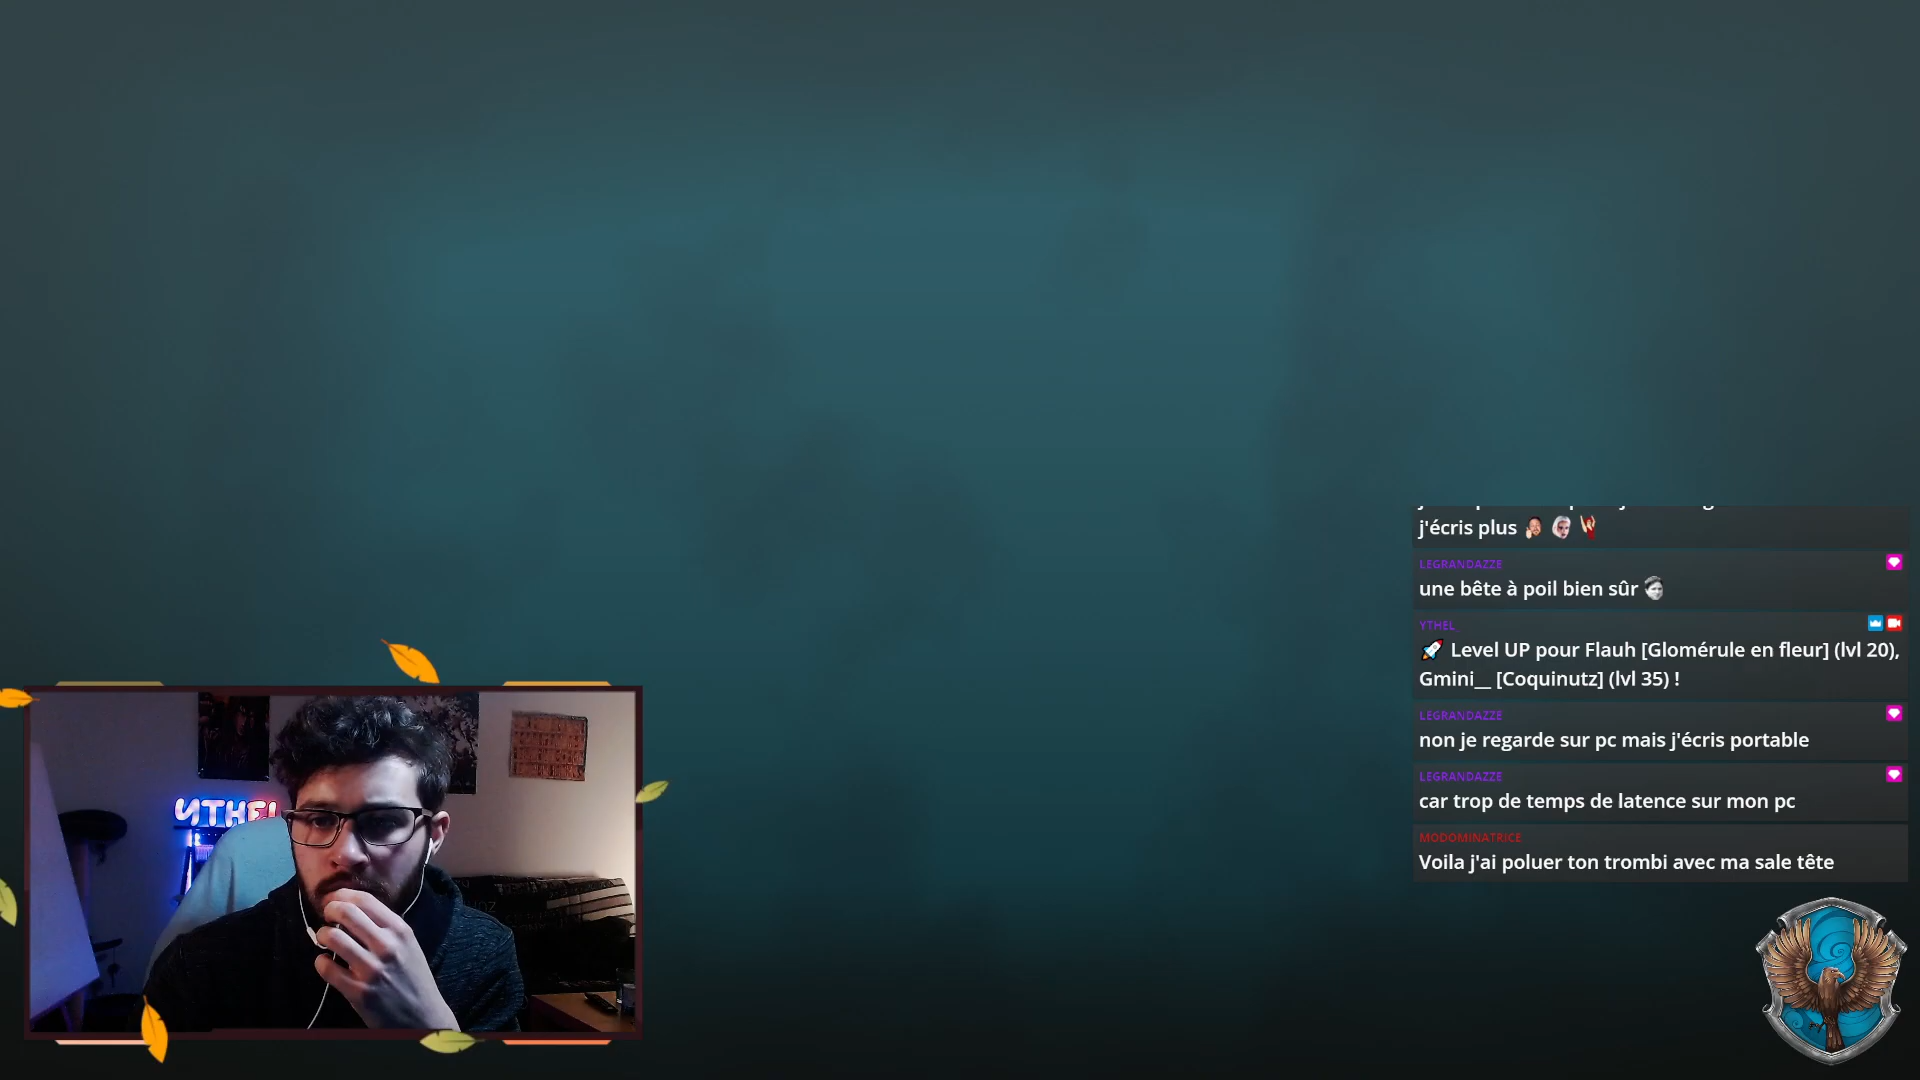 j'écris plus
LEGRANDAZZE
une bête à poil bien sûr
YTHEL_
Level UP pour Flauh [Glomérule en fleur] (lvl 20),
Gmini__ [Coquinutz] (lvl 35) !
LEGRANDAZZE
non je regarde sur pc mais j'écris portable
LEGRANDAZZE
car trop de temps de latence sur mon pc
MODOMINATRICE
Voila j'ai poluer ton trombi avec ma sale tête
YTHEL